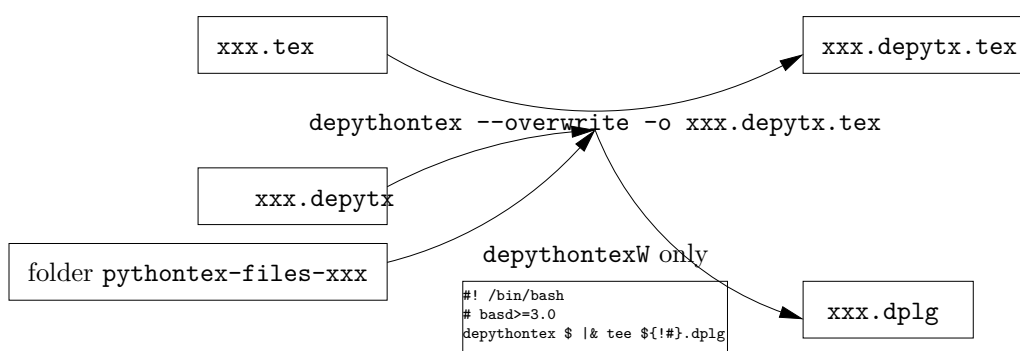 xxx.tex
xxx.depytx.tex
depythontex --overwrite -o xxx.depytx.tex
xxx.depytx
folder pythontex-files-xxx
depythontexW only
#! /bin/bash
# basd>=3.0
depythontex $ |& tee ${!#}.dplg
xxx.dplg